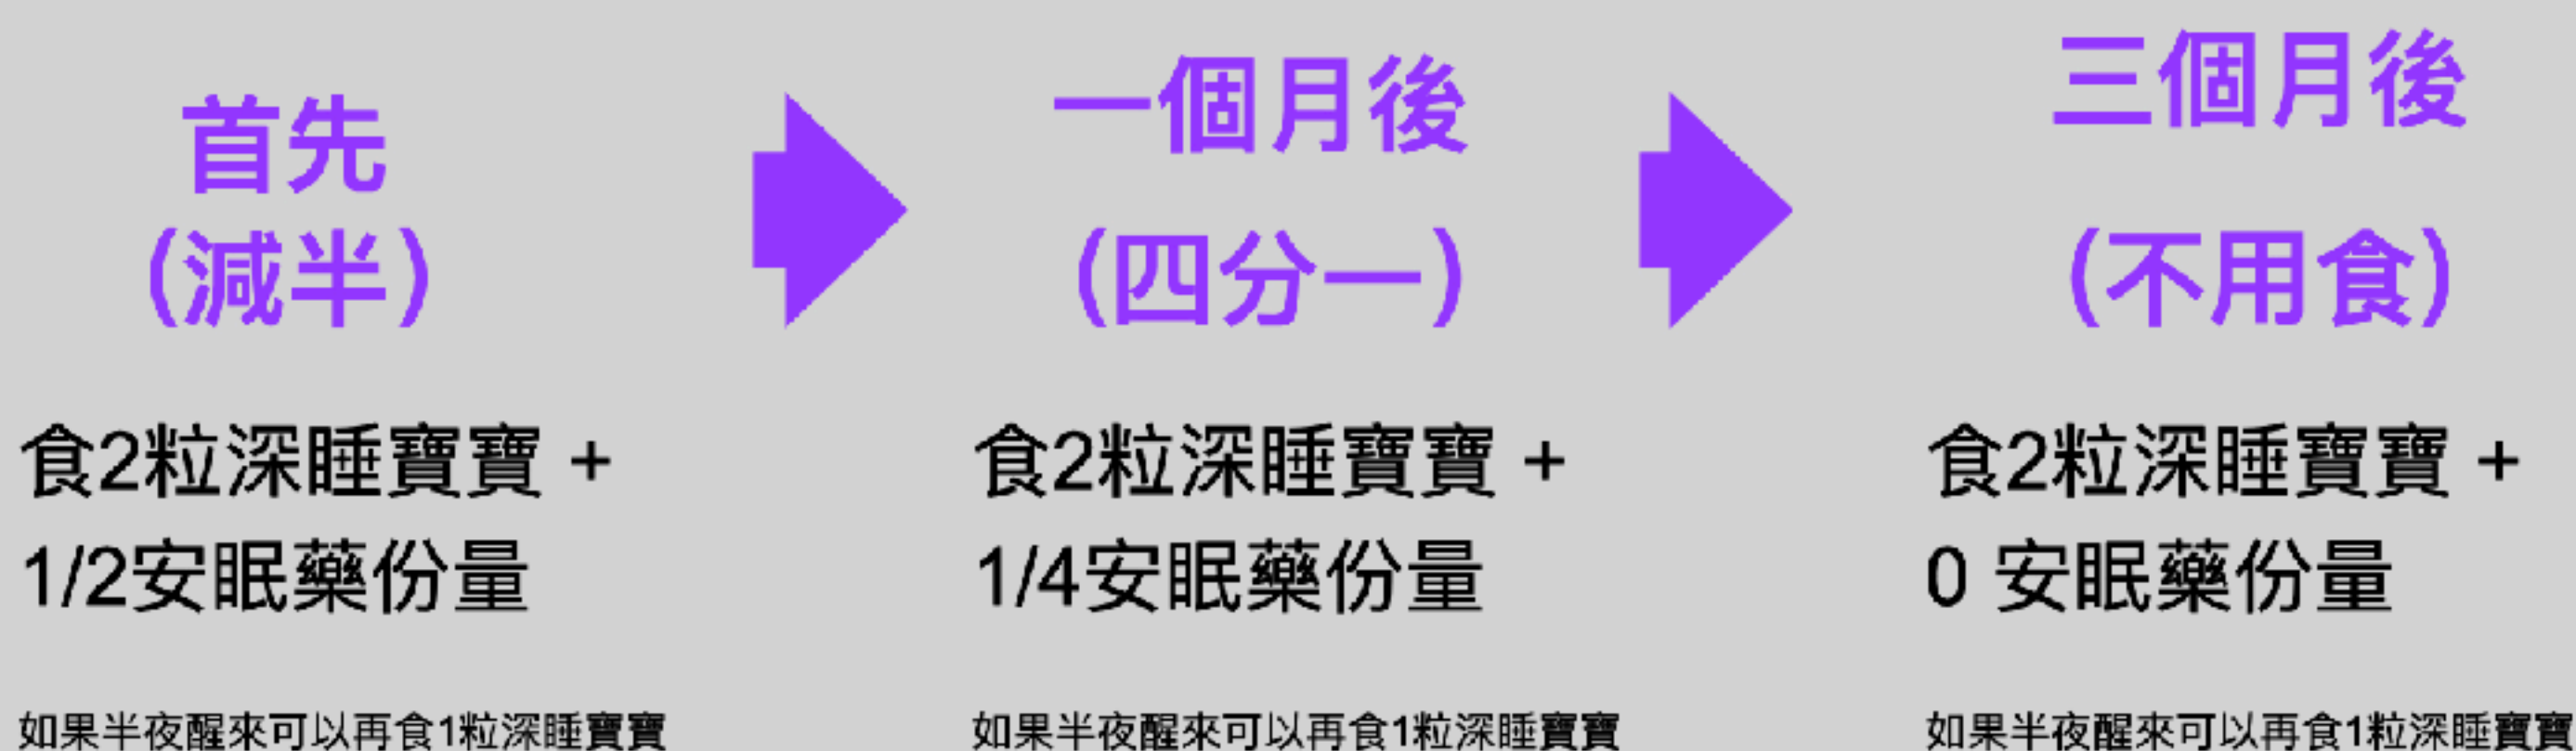 首先
(減半)
食2粒深睡寶寶 +
1/2安眠藥份量
如果半夜醒來可以再食1粒深睡寶寶
一個月後
(四分一)
食2粒深睡寶寶 +
1/4安眠藥份量
如果半夜醒來可以再食1粒深睡寶寶
三個月後
(不用食)
食2粒深睡寶寶 +
0 安眠藥份量
如果半夜醒來可以再食1粒深睡寶寶